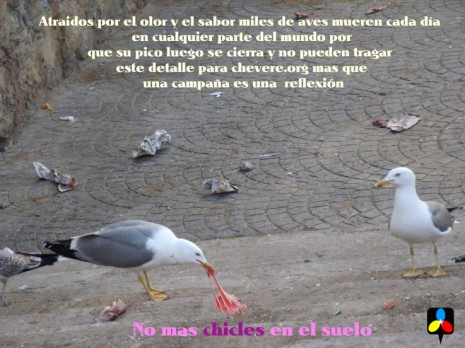 Atraidos por el olor y el sabor miles de aves mueren cada día
en cualquier parte del mundo por
que su pico luego se cierra y no pueden tragar
este detalle para chevere.org mas que
una campaña es una reflexión
No mas chicles en el suelo